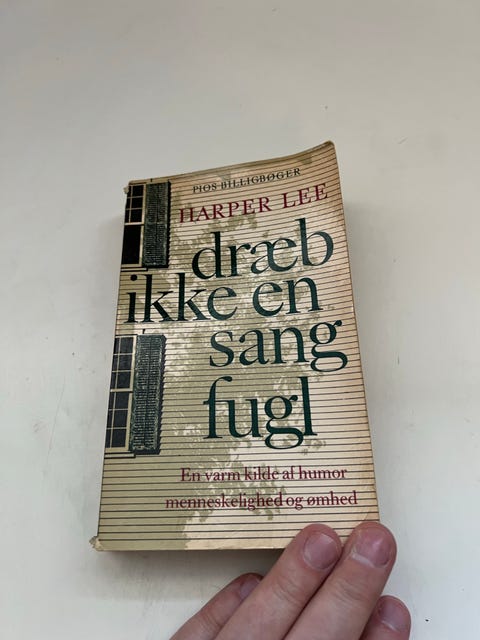 PIOS BILLIGBØGER
HARPER LEE
dræb
ikke en
sang
fugl
En varm kilde af humor
menneskelighed og ømhed